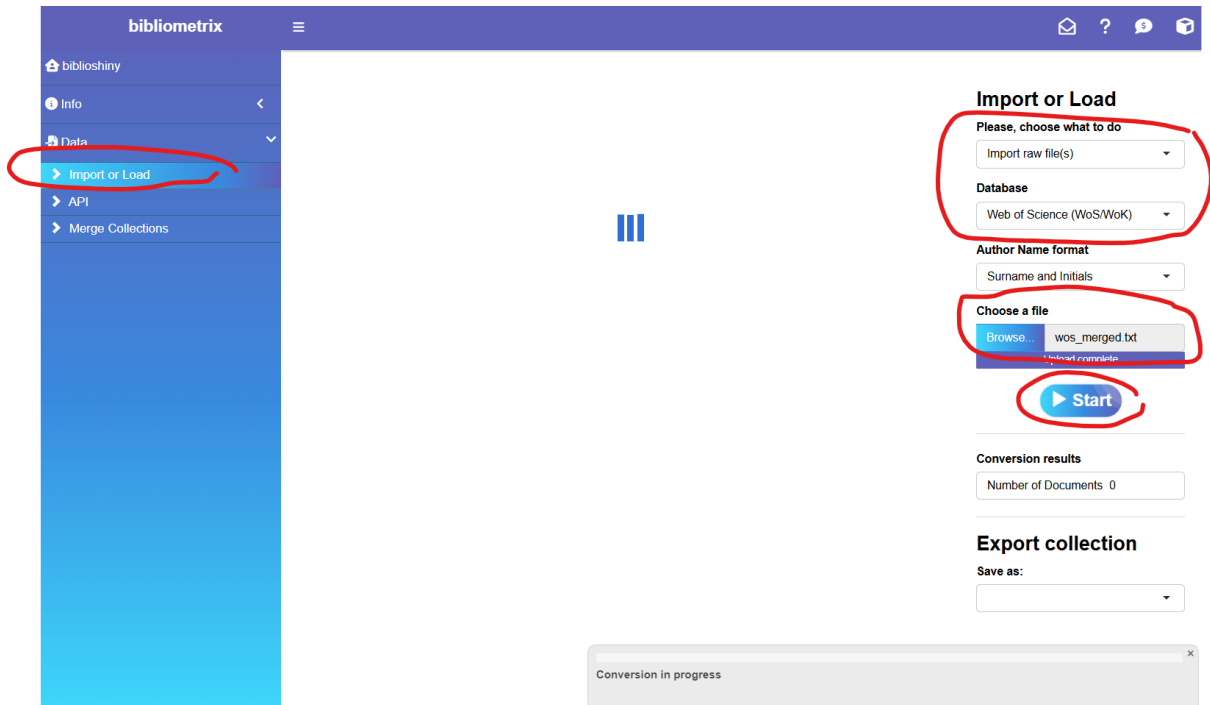 bibliometrix
biblioshiny
Info
Data
Import or Load
API
Merge Collections
Import or Load
Please, choose what to do
Import raw file(s)
Database
Web of Science (WoS/WoK)
Author Name format
Surname and Initials
Choose a file
Browse... wos_merged.txt
Upload complete
Start
Conversion results
Number of Documents 0
Export collection
Save as:
Conversion in progress